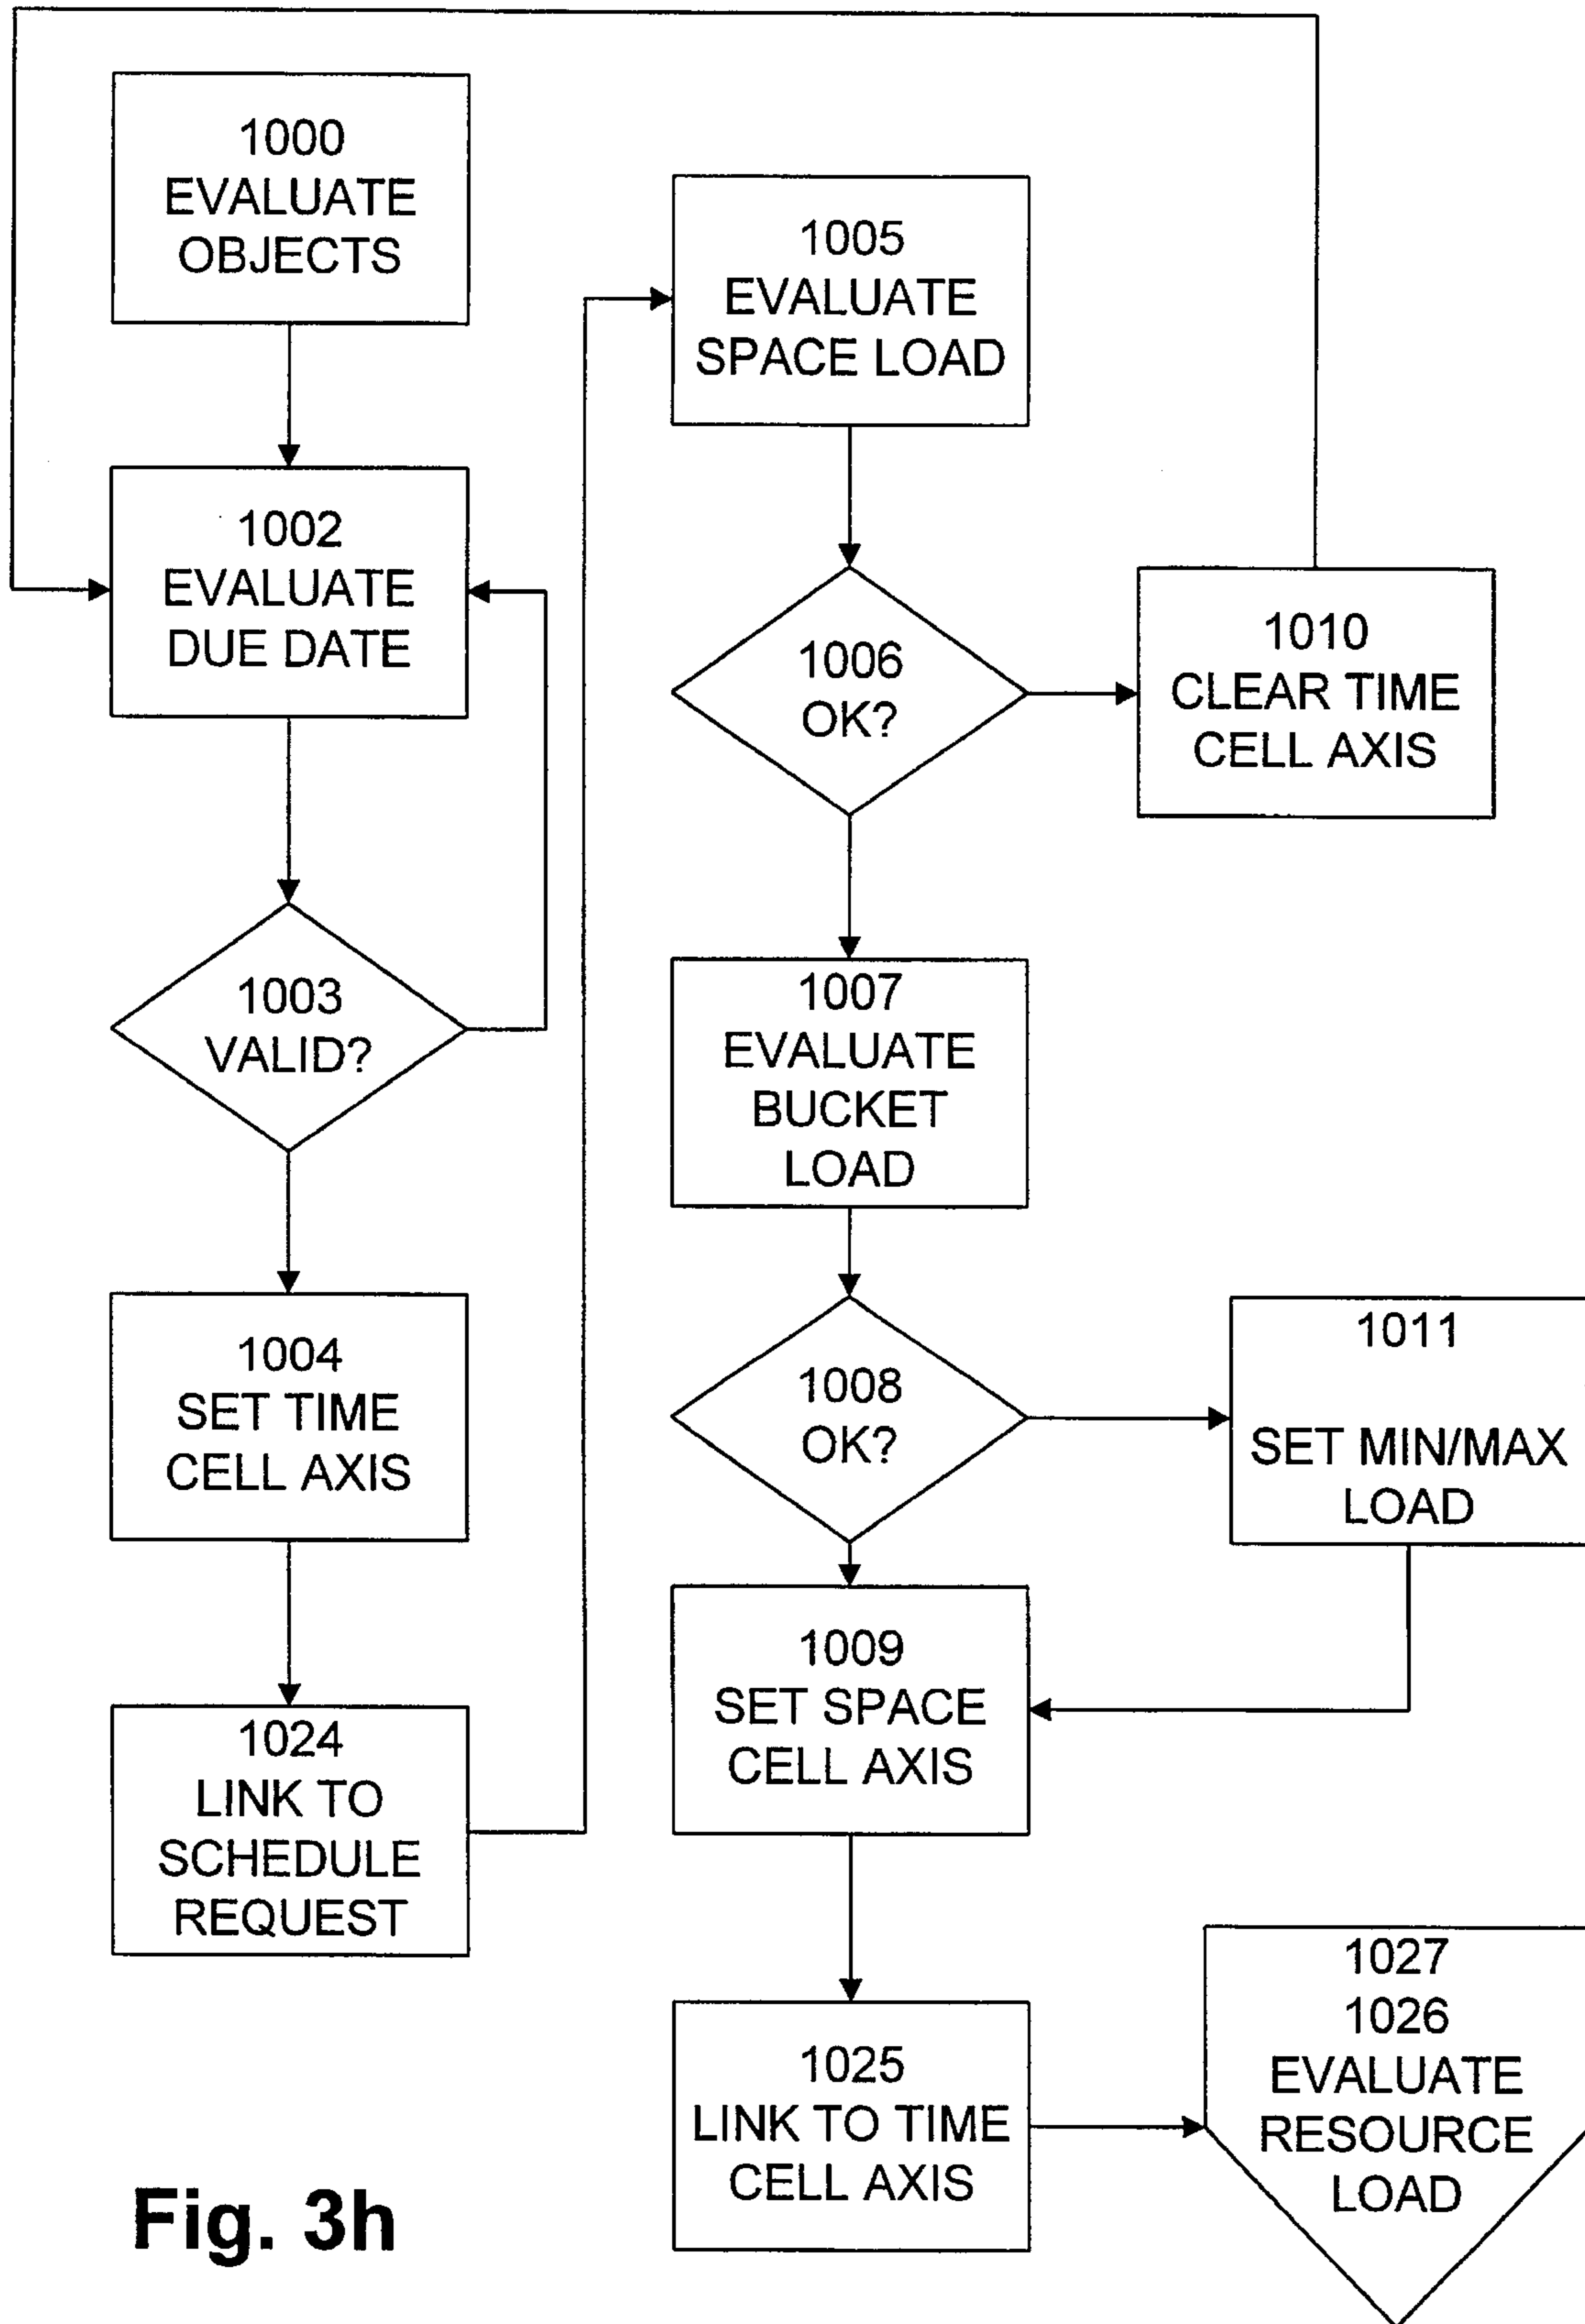 1000
EVALUATE
OBJECTS
1002
EVALUATE
DUE DATE
1003
VALID?
1004
SET TIME
CELL AXIS
1024
LINK TO
SCHEDULE
REQUEST
1005
EVALUATE
SPACE LOAD
1006
OK?
1010
CLEAR TIME
CELL AXIS
1007
EVALUATE
BUCKET
LOAD
1008
OK?
1011
SET MIN/MAX
LOAD
1009
SET SPACE
CELL AXIS
1025
LINK TO TIME
CELL AXIS
1027
1026
EVALUATE
RESOURCE
LOAD
Fig. 3h